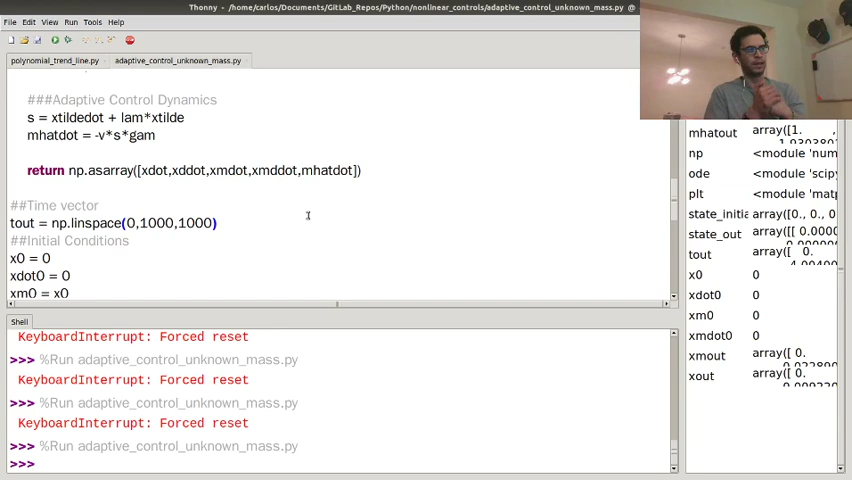 Thonny - /home/carlos/Documents/GitLab_Repos/Python/nonlinear_controls/adaptive_control_unknown_mass.py @
File Edit View Run Tools Help
polynomial_trend_line.py adaptive_control_unknown_mass.py
###Adaptive Control Dynamics
s = xtildedot + lam*xtilde
mhatdot = -v*s*gam
return np.asarray([xdot,xddot,xmdot,xmddot,mhatdot])
##Time vector
tout = np.linspace(0,1000,1000)
##Initial Conditions
x0 = 0
xdot0 = 0
xm0 = x0
Shell
KeyboardInterrupt: Forced reset
>>> %Run adaptive_control_unknown_mass.py
KeyboardInterrupt: Forced reset
>>> %Run adaptive_control_unknown_mass.py
KeyboardInterrupt: Forced reset
>>> %Run adaptive_control_unknown_mass.py
>>>
mhatout array([1. ,
np <module 'num
ode <module 'scip
plt <module 'matp
state_initia array([0., 0., 0.
state_out array([[ 0.0000
tout array([ 0.
x0 0
xdot0 0
xm0 0
xmdot0 0
xmout array([ 0.
xout array([ 0.